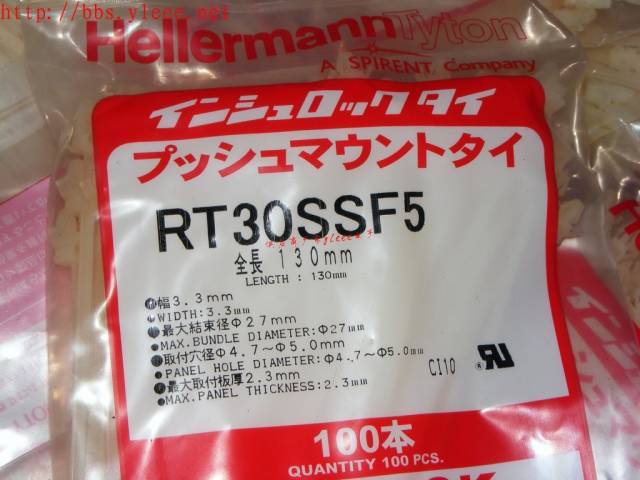 http://bbs.ylece.net
HellermannTyton
A SPIRENT Company
インシュロックタイ
プッシュマウントタイ
RT30SSF5
全長 130mm
LENGTH : 130mm
●幅3.3mm
●WIDTH:3.3mm
●最大結束径Φ27mm
●MAX.BUNDLE DIAMETER:Φ27mm
●取付穴径Φ4.7～Φ5.0mm
●PANEL HOLE DIAMETER:Φ4.7～Φ5.0mm
●最大取付板厚2.3mm
●MAX.PANEL THICKNESS:2.3mm
CI10
100本
QUANTITY 100 PCS.